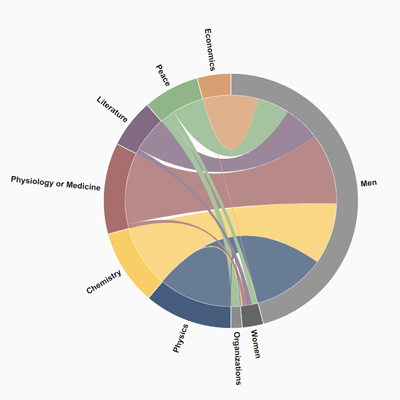 Economics
Peace
Literature
Physiology or Medicine
Men
Chemistry
Physics
Organizations
Women